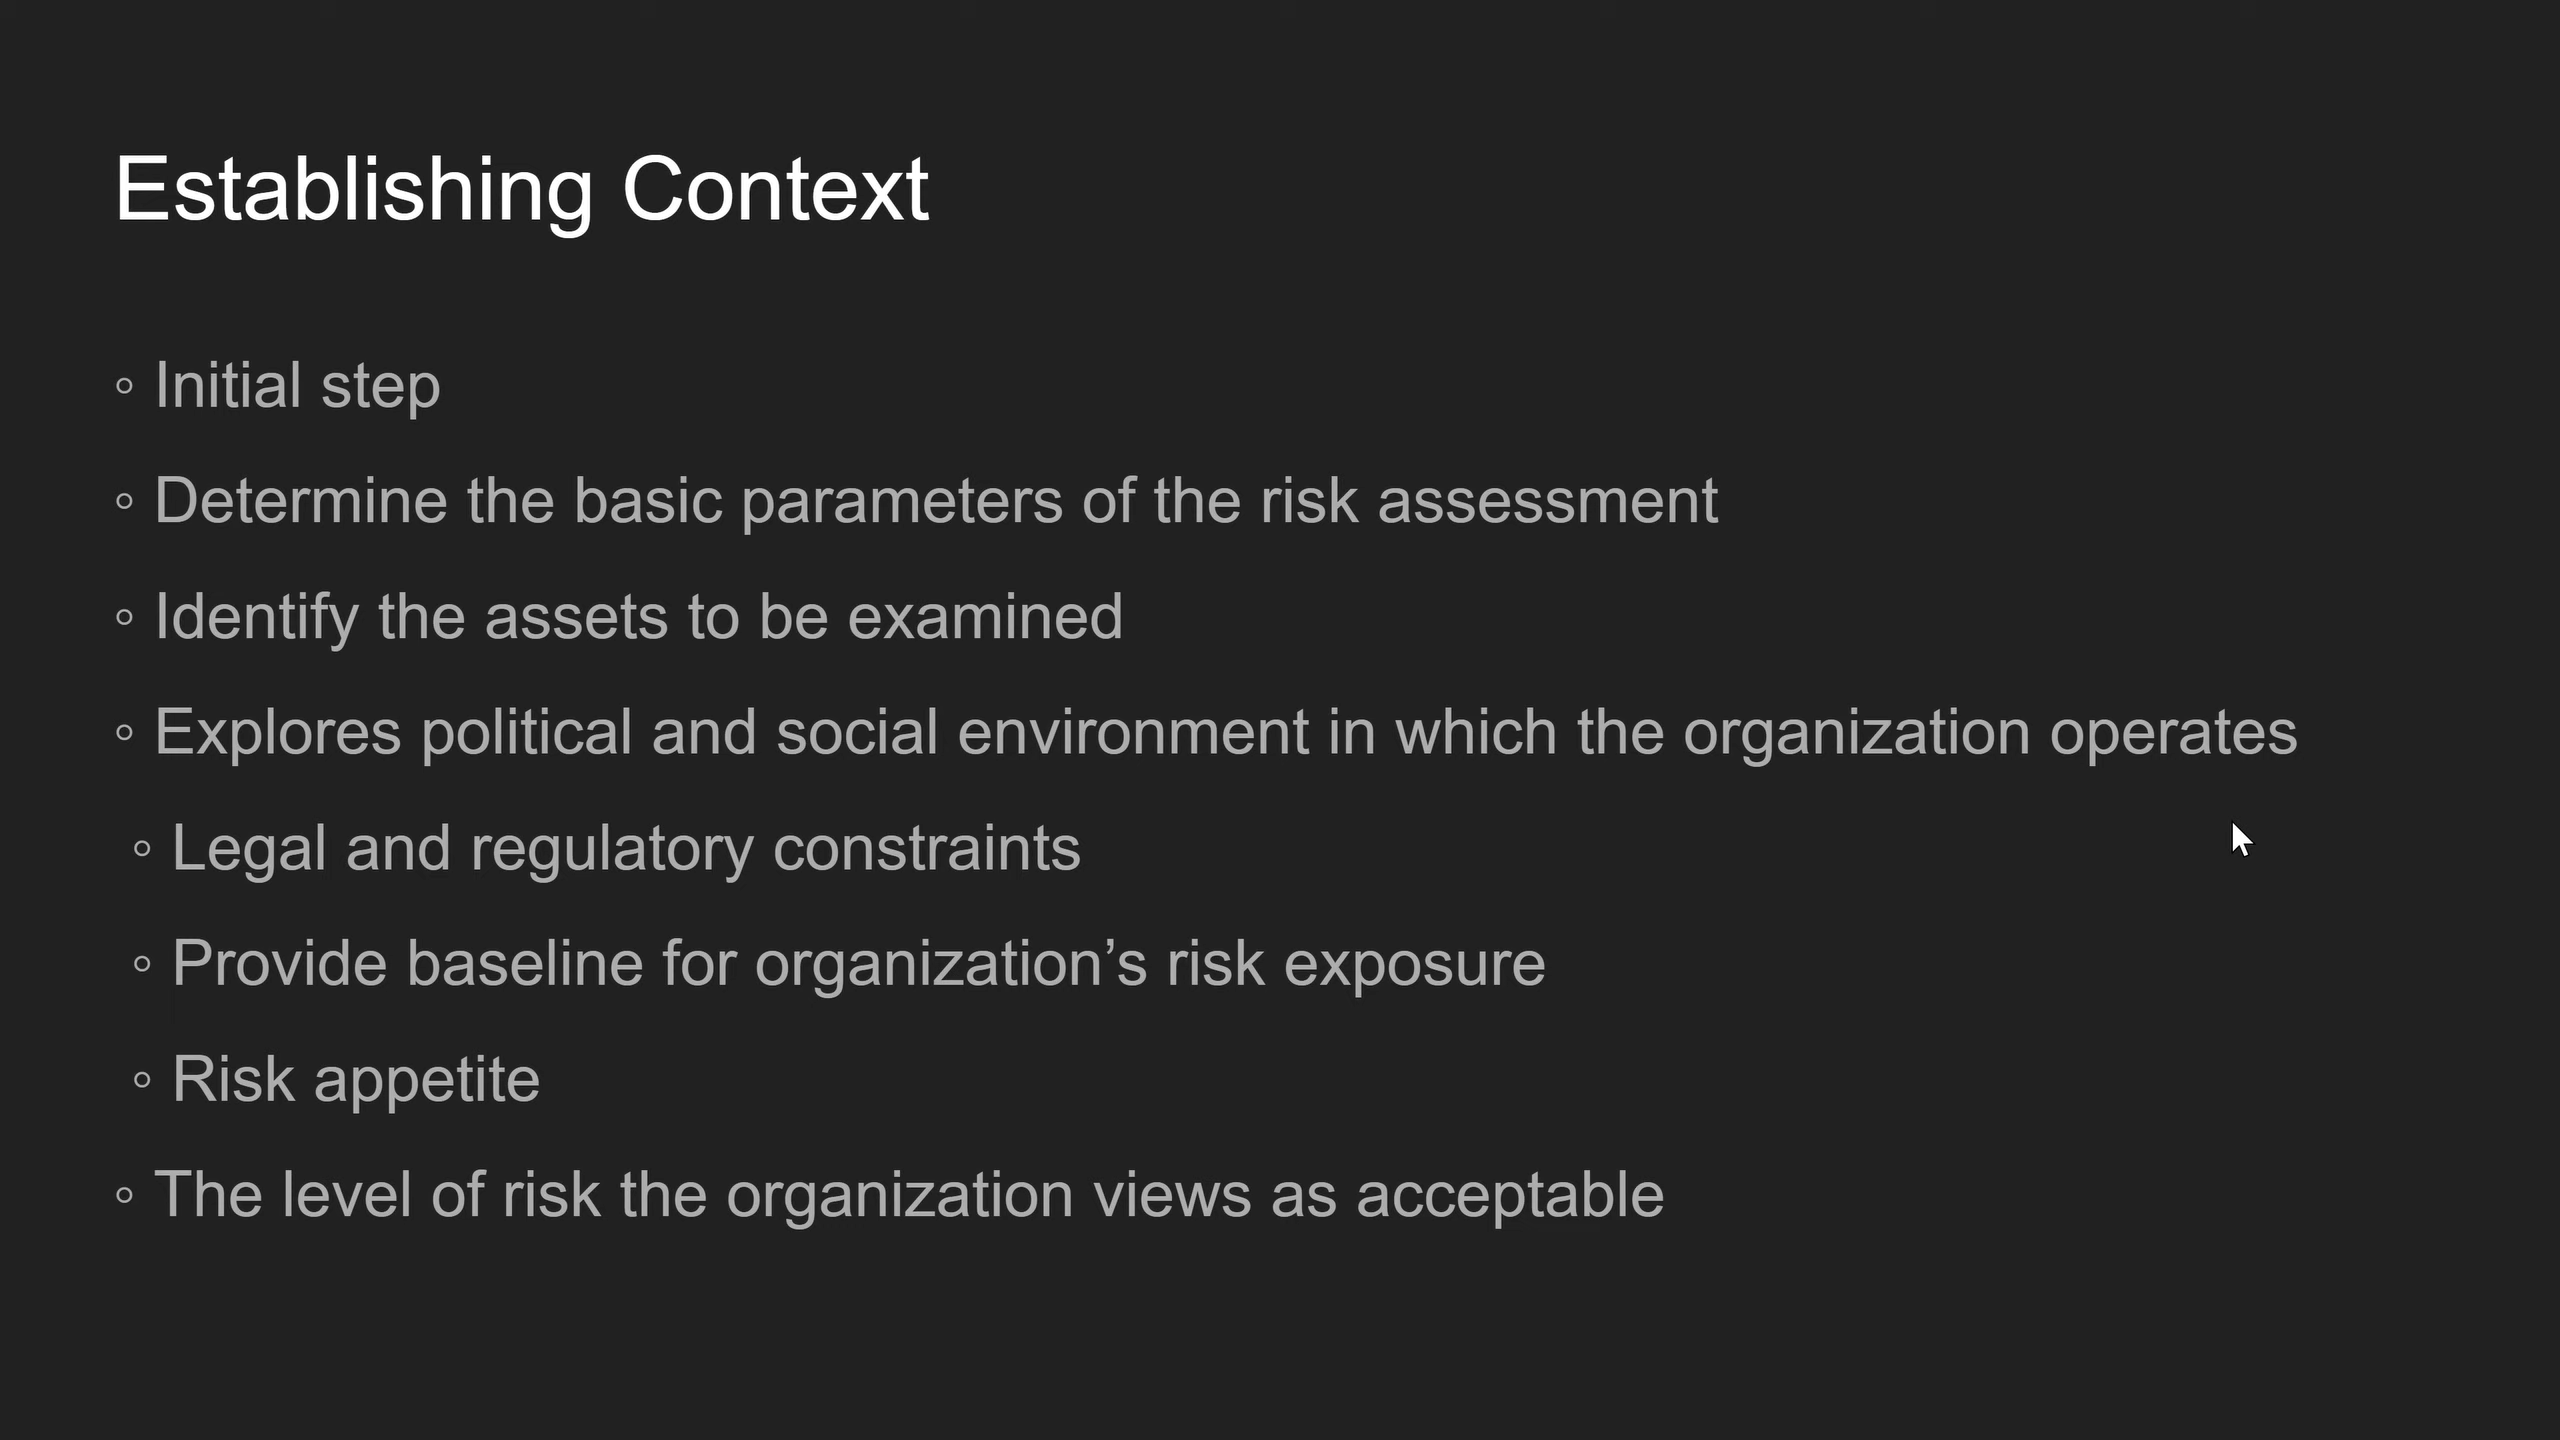 Establishing Context
◦ Initial step
◦ Determine the basic parameters of the risk assessment
◦ Identify the assets to be examined
◦ Explores political and social environment in which the organization operates
◦ Legal and regulatory constraints
◦ Provide baseline for organization’s risk exposure
◦ Risk appetite
◦ The level of risk the organization views as acceptable